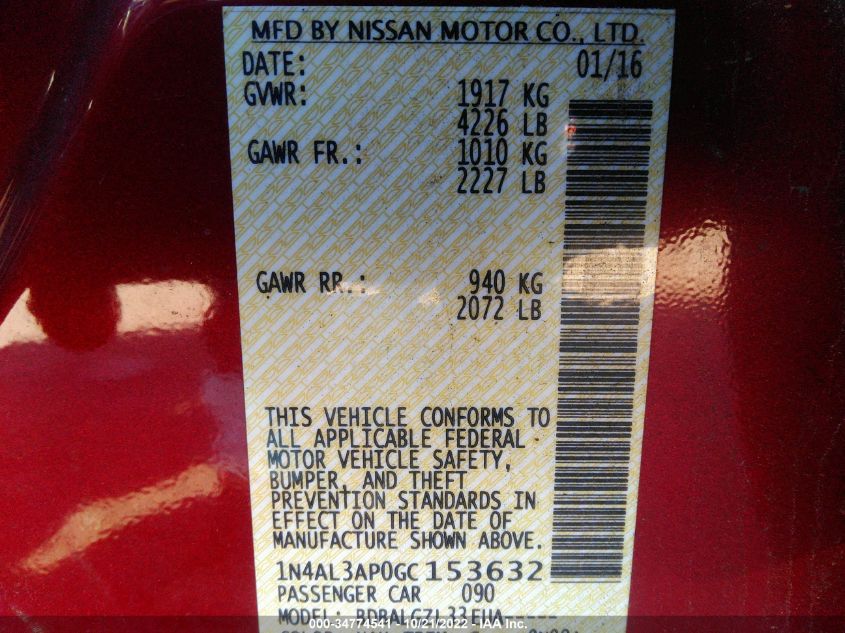 MFD BY NISSAN MOTOR CO., LTD.
DATE: 01/16
GVWR: 1917 KG
4226 LB
GAWR FR.: 1010 KG
2227 LB
GAWR RR.: 940 KG
2072 LB
THIS VEHICLE CONFORMS TO
ALL APPLICABLE FEDERAL
MOTOR VEHICLE SAFETY,
BUMPER, AND THEFT
PREVENTION STANDARDS IN
EFFECT ON THE DATE OF
MANUFACTURE SHOWN ABOVE.
1N4AL3AP0GC153632
PASSENGER CAR 090
MODEL:
000-34774541 - 10/21/2022 - IAA Inc.